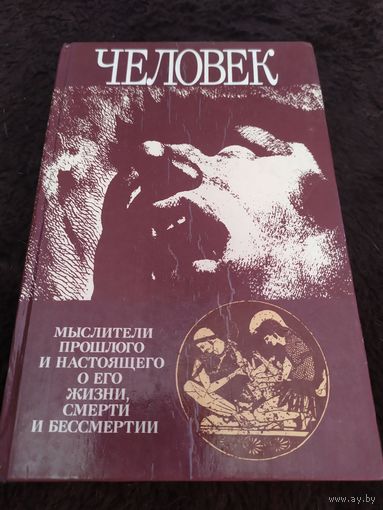 ЧЕЛОВЕК
МЫСЛИТЕЛИ
ПРОШЛОГО
И НАСТОЯЩЕГО
О ЕГО
ЖИЗНИ,
СМЕРТИ
И БЕССМЕРТИИ
www.ay.by